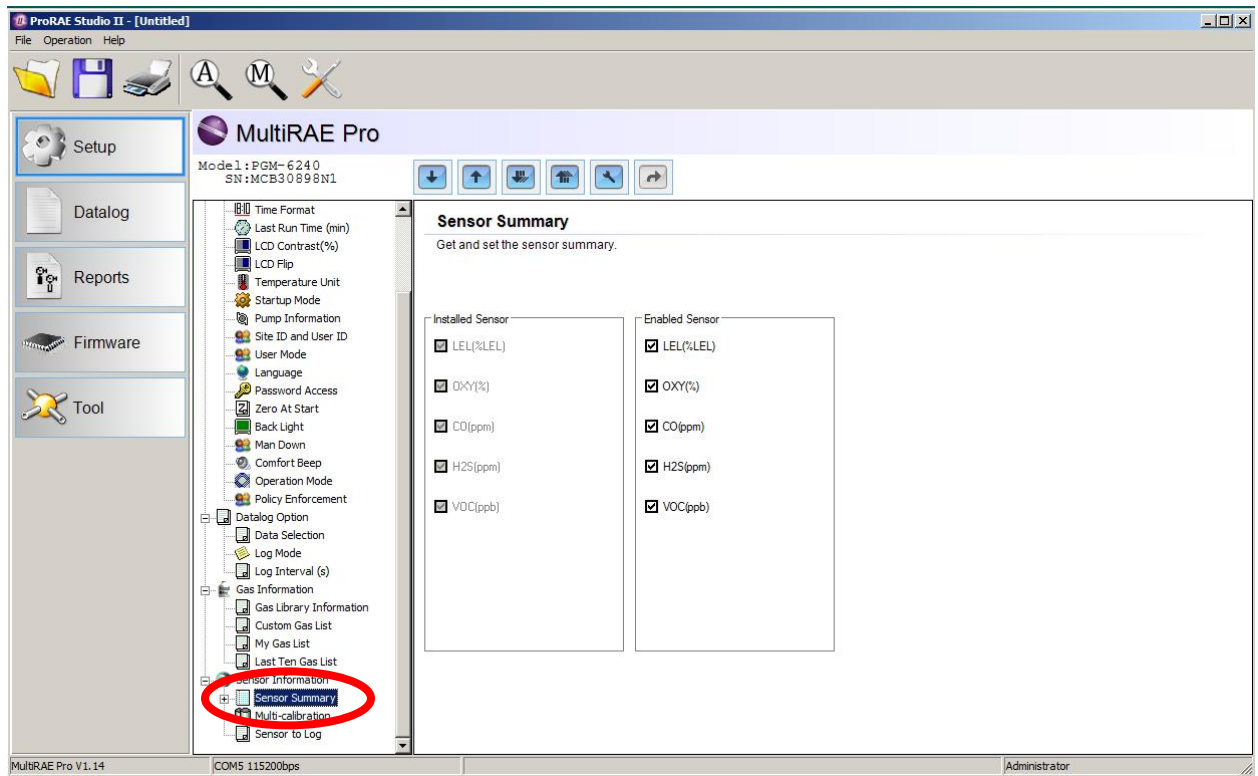 ProRAE Studio II - [Untitled]
File Operation Help
A M
Setup
Datalog
Reports
Firmware
Tool
MultiRAE Pro
Model:PGM-6240
SN:MCB30898N1
Time Format
Last Run Time (min)
LCD Contrast(%)
LCD Flip
Temperature Unit
Startup Mode
Pump Information
Site ID and User ID
User Mode
Language
Password Access
Zero At Start
Back Light
Man Down
Comfort Beep
Operation Mode
Policy Enforcement
Datalog Option
Data Selection
Log Mode
Log Interval (s)
Gas Information
Gas Library Information
Custom Gas List
My Gas List
Last Ten Gas List
Sensor Information
Sensor Summary
Multi-calibration
Sensor to Log
Sensor Summary
Get and set the sensor summary.
Installed Sensor
LEL(%LEL)
OXY(%)
CO(ppm)
H2S(ppm)
VOC(ppb)
Enabled Sensor
LEL(%LEL)
OXY(%)
CO(ppm)
H2S(ppm)
VOC(ppb)
MultiRAE Pro V1.14 COM5 115200bps Administrator